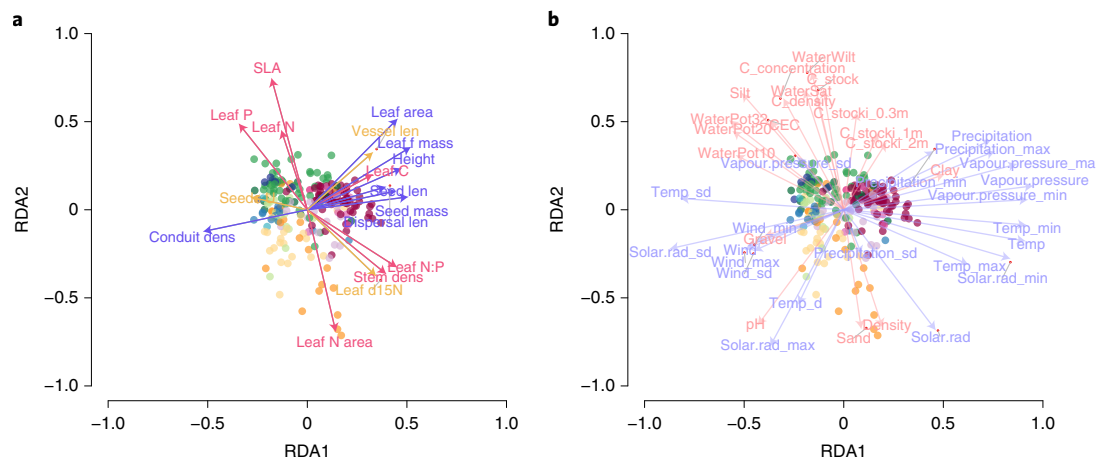 a
1.0
0.5
0
−0.5
−1.0
RDA2
−1.0
−0.5
0
0.5
1.0
RDA1
SLA
Leaf P
Leaf N
Leaf area
Vessel len
Leaf f mass
Height
Leaf C
Seed len
Seed mass
Dispersal len
Conduit dens
Leaf N:P
Stem dens
Leaf d15N
Leaf N area
b
1.0
0.5
0
−0.5
−1.0
RDA2
−1.0
−0.5
0
0.5
1.0
RDA1
WaterWilt
C_concentration
C_stock
Silt
WaterSat
C_density
C_stocki_0.3m
WaterPot32
CEC
WaterPot20
C_stocki_1m
C_stocki_2m
WaterPot10
Precipitation
Precipitation_max
Vapour.pressure_sd
Vapour.pressure_ma
Clay
Precipitation_min
Vapour.pressure
Vapour.pressure_min
Temp_sd
Wind_min
Gravel
Temp_min
Temp
Solar.rad_sd
Wind
Wind_max
Wind_sd
Precipitation_sd
Temp_max
Solar.rad_min
Temp_d
pH
Density
Sand
Solar.rad
Solar.rad_max